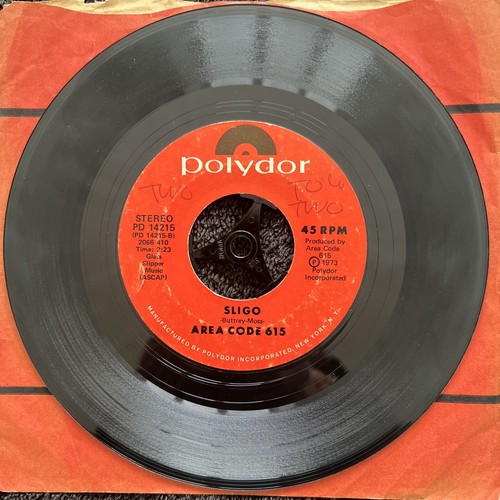 polydor
TWO
TO
TWO
STEREO
PD 14215
(PD 14215-B)
2066 410
Time: 2:23
Glass
Slipper
Music
(ASCAP)
45 RPM
Produced by
Area Code
615
Ⓟ 1973
Polydor
Incorporated
SLIGO
-Buttrey-Moss-
AREA CODE 615
MANUFACTURED BY POLYDOR INCORPORATED, NEW YORK, N.Y.